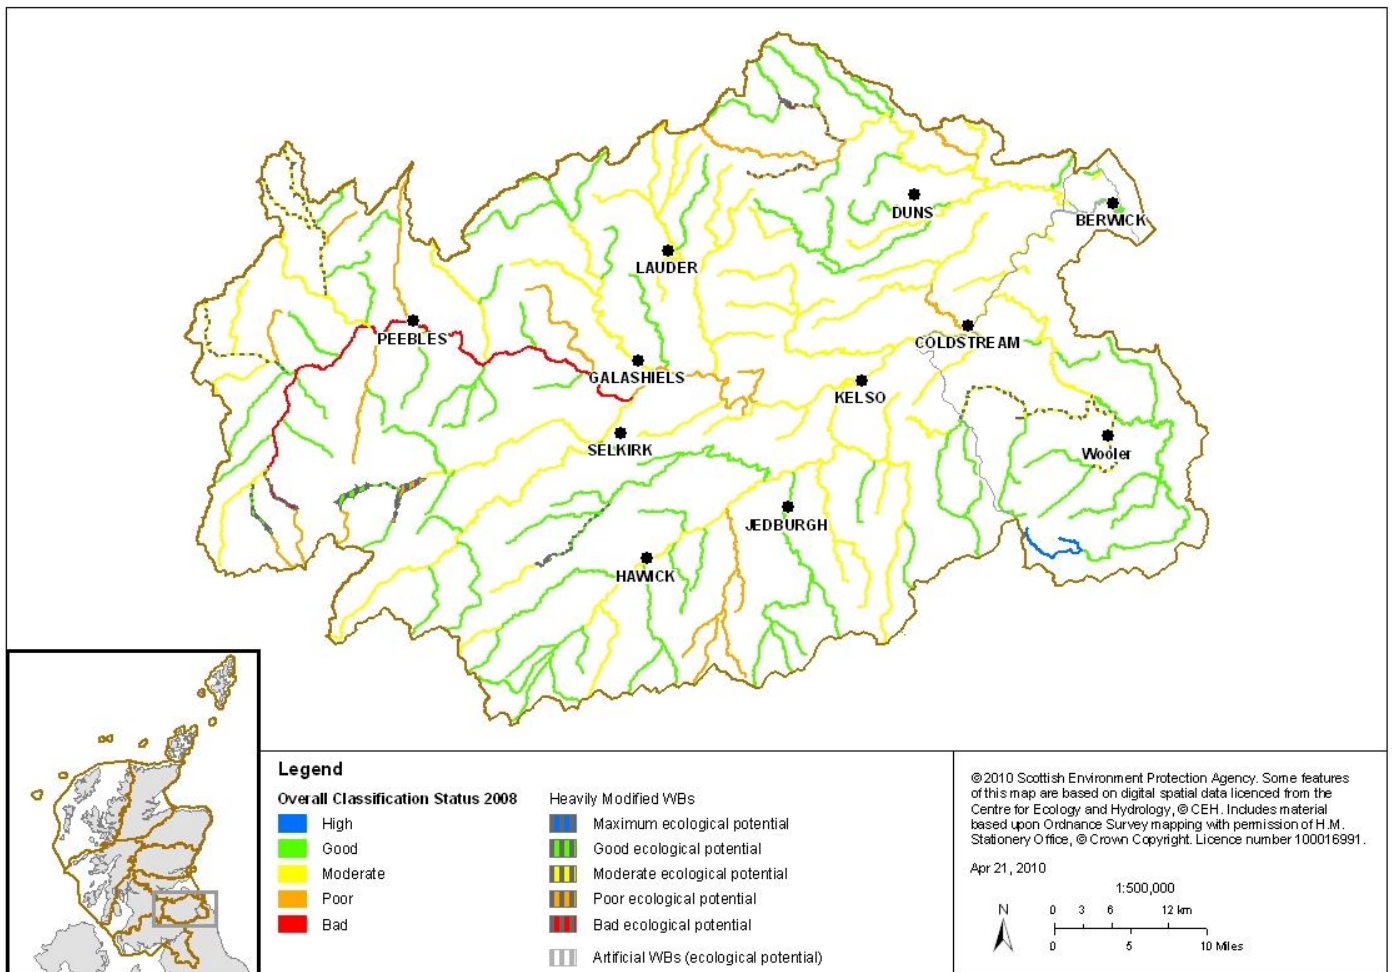 DUNS
BERWICK
LAUDER
PEEBLES
COLDSTREAM
GALASHIELS
KELSO
SELKIRK
Wooler
JEDBURGH
HAWICK
Legend
Overall Classification Status 2008
High
Good
Moderate
Poor
Bad
Heavily Modified WBs
Maximum ecological potential
Good ecological potential
Moderate ecological potential
Poor ecological potential
Bad ecological potential
Artificial WBs (ecological potential)
©2010 Scottish Environment Protection Agency. Some features
of this map are based on digital spatial data licenced from the
Centre for Ecology and Hydrology, © CEH. Includes material
based upon Ordnance Survey mapping with permission of H.M.
Stationery Office, © Crown Copyright. Licence number 100016991.
Apr 21, 2010
1:500,000
N
0 3 6 12 km
0 5 10 Miles